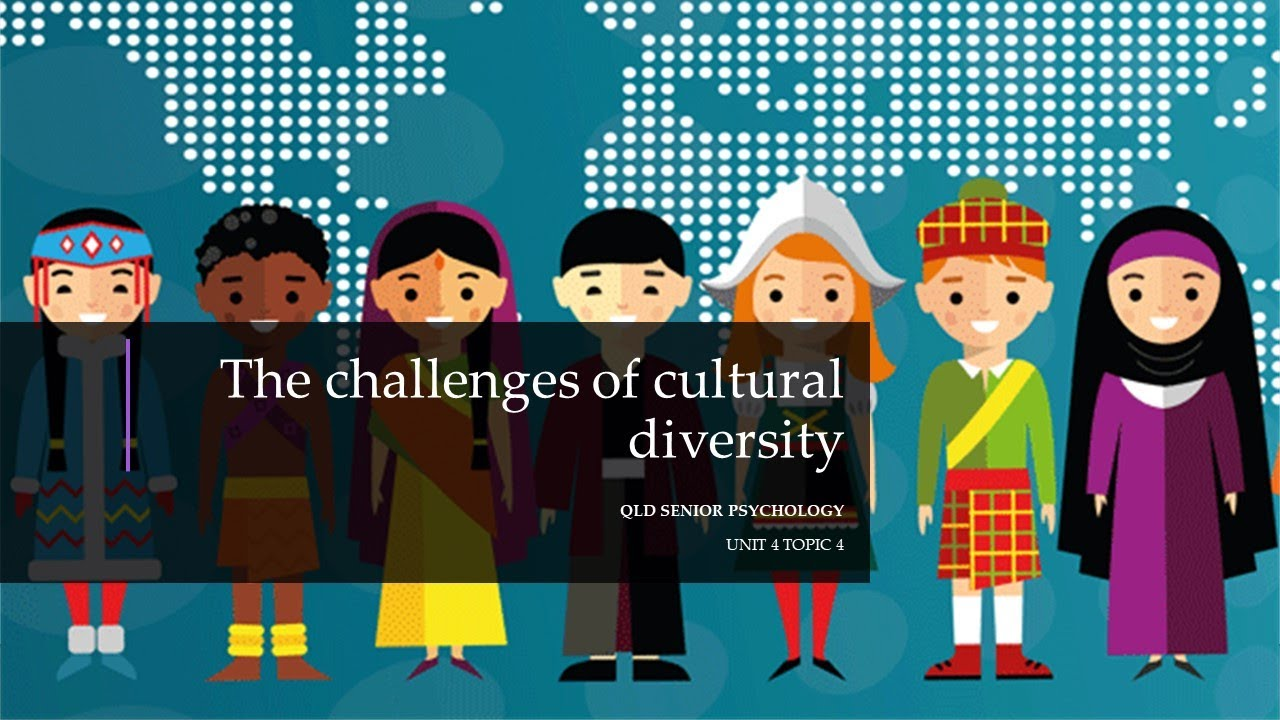 The challenges of cultural
diversity
QLD SENIOR PSYCHOLOGY
UNIT 4 TOPIC 4